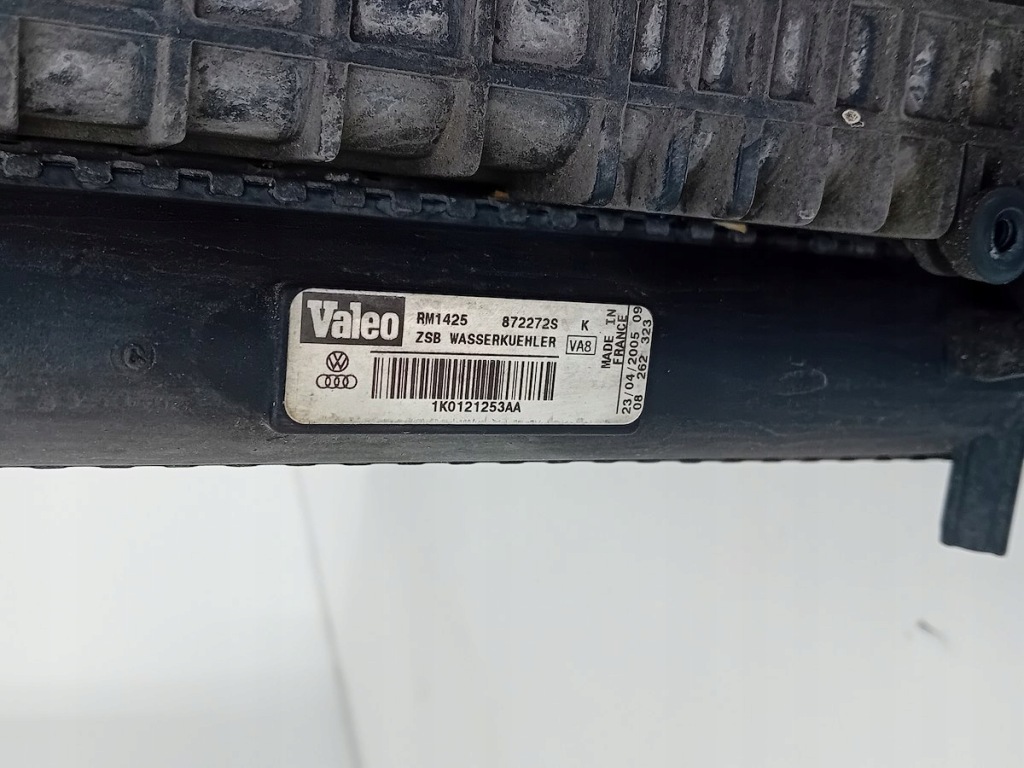 Valeo RM1425 872272S K
ZSB WASSERKUEHLER VA8
1K0121253AA
MADE IN
FRANCE
23/04/2005 09
08 262 323